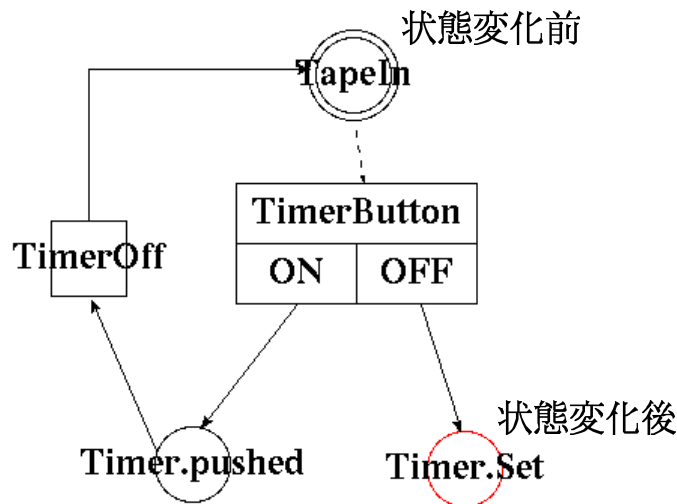 状態変化前
TapeIn
TimerButton
TimerOff
ON
OFF
状態変化後
Timer.pushed
Timer.Set